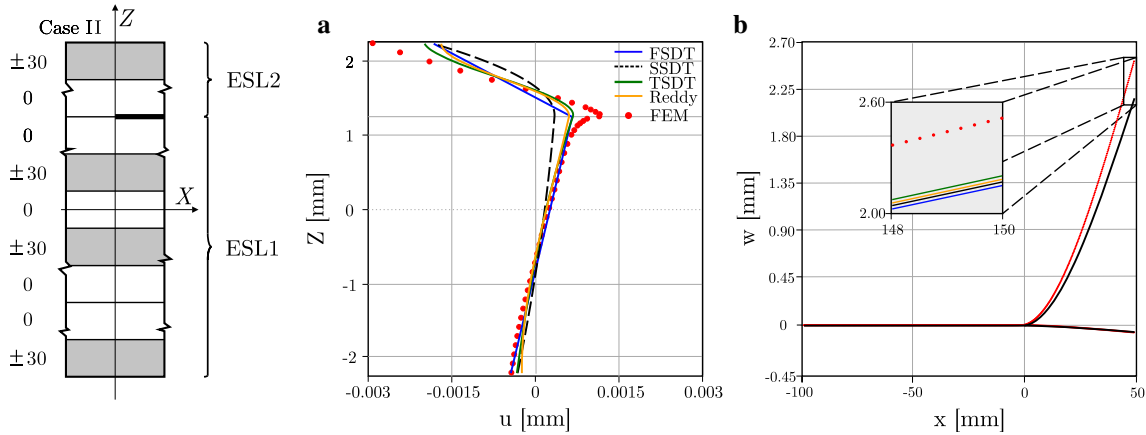 Case II
Z
±30
0
0
±30
0
±30
0
0
±30
X
ESL2
ESL1
a
Z [mm]
2
1
0
-1
-2
-0.003
-0.0015
0
0.0015
0.003
u [mm]
FSDT
SSDT
TSDT
Reddy
FEM
b
w [mm]
2.70
2.25
1.80
1.35
0.90
0.45
0
-0.45
-100
-50
0
50
x [mm]
2.60
2.00
148
150